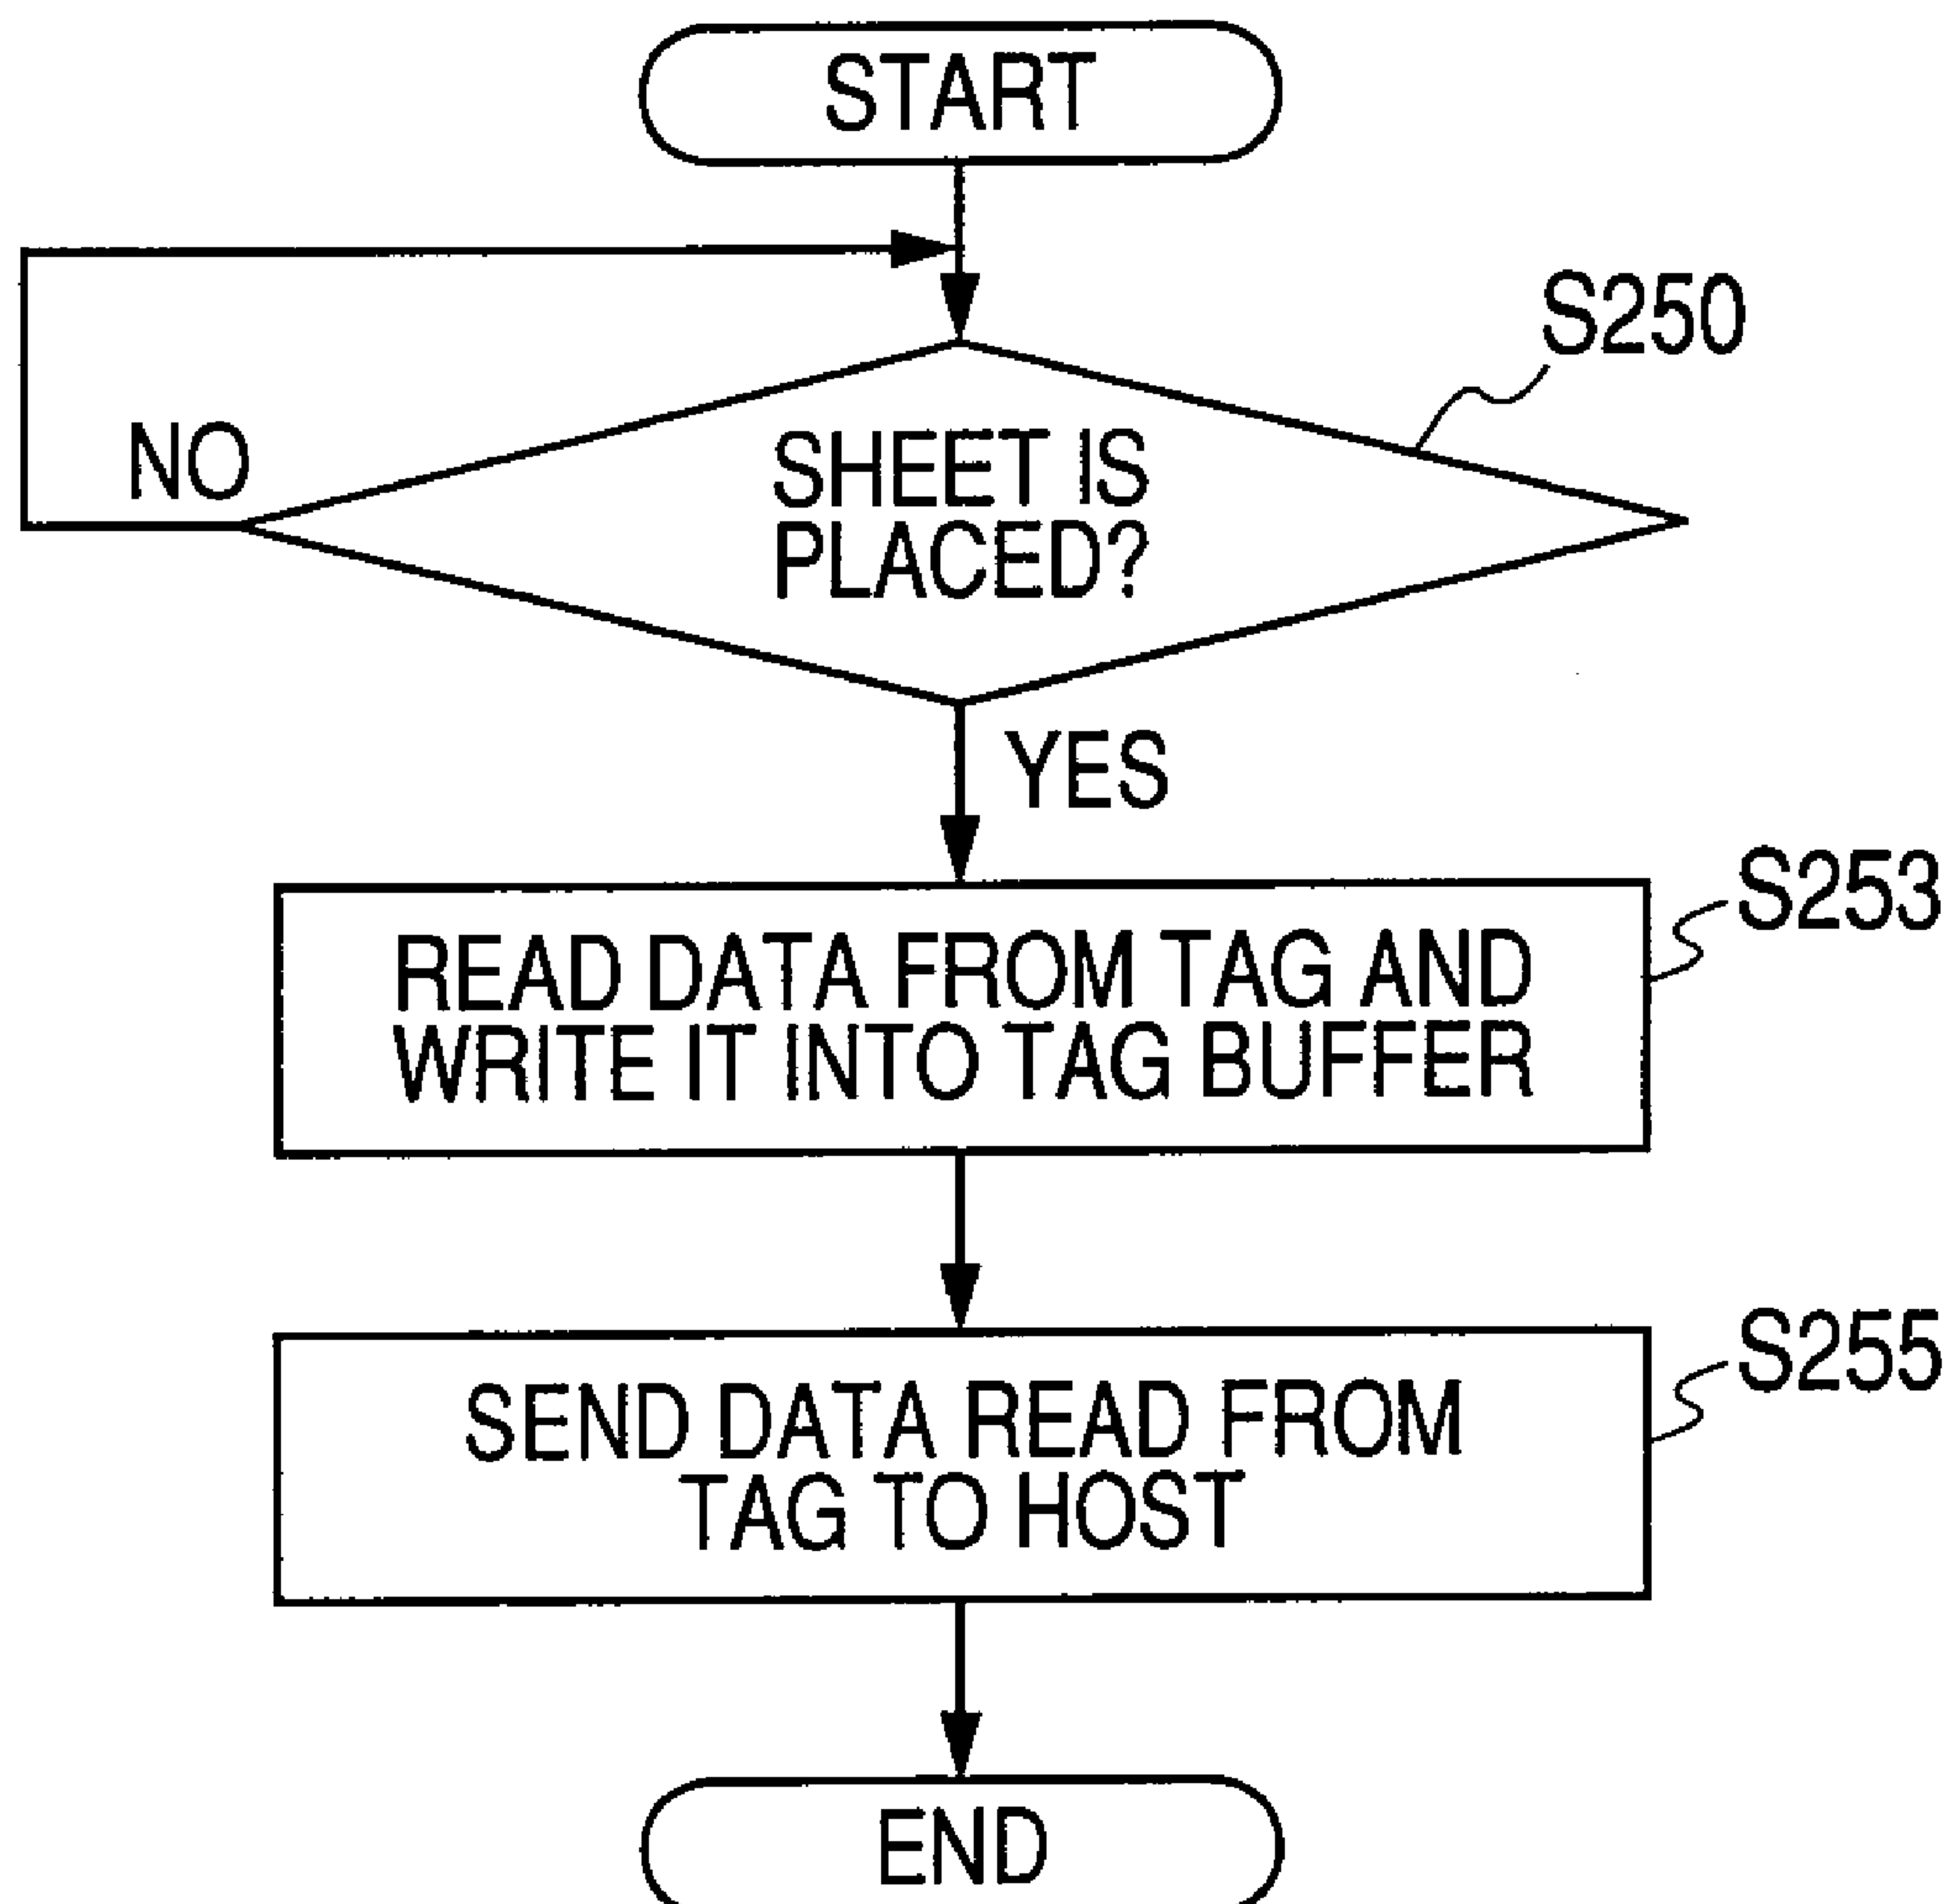 START
S250
NO
SHEET IS
PLACED?
YES
S253
READ DATA FROM TAG AND
WRITE IT INTO TAG BUFFER
S255
SEND DATA READ FROM
TAG TO HOST
END